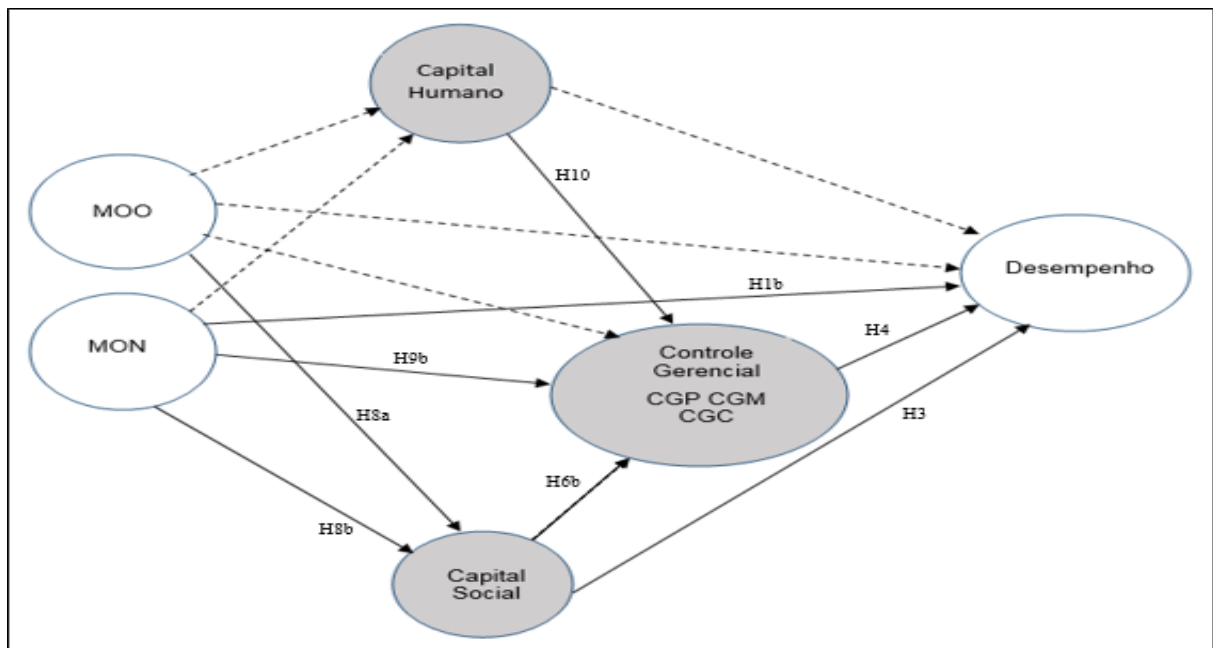 Capital
Humano
H10
MOO
Desempenho
H1b
MON
H4
H9b
Controle
Gerencial
CGP CGM
CGC
H8a
H3
H6b
H8b
Capital
Social